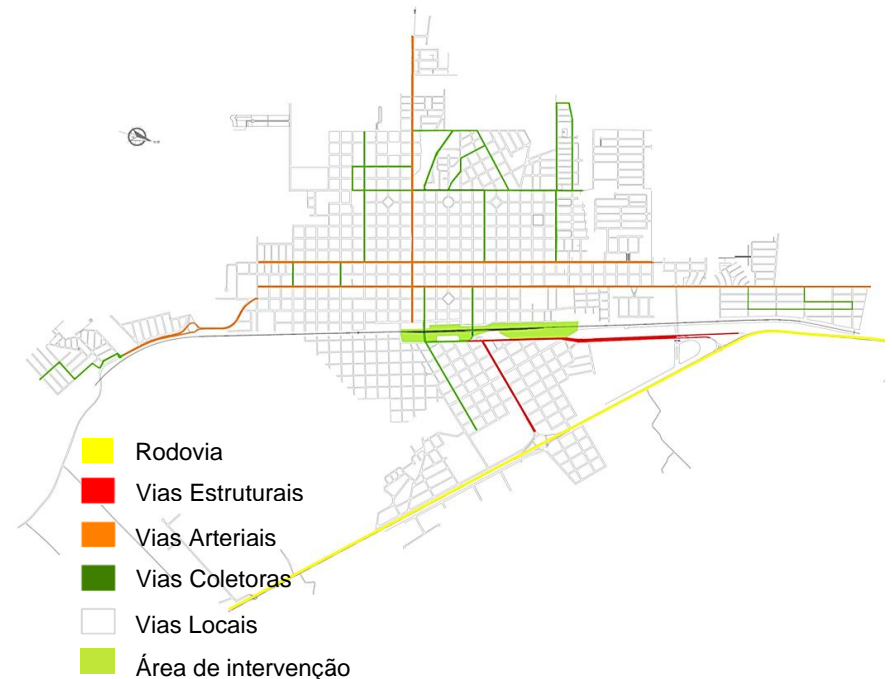 Rodovia
Vias Estruturais
Vias Arteriais
Vias Coletoras
Vias Locais
Área de intervenção